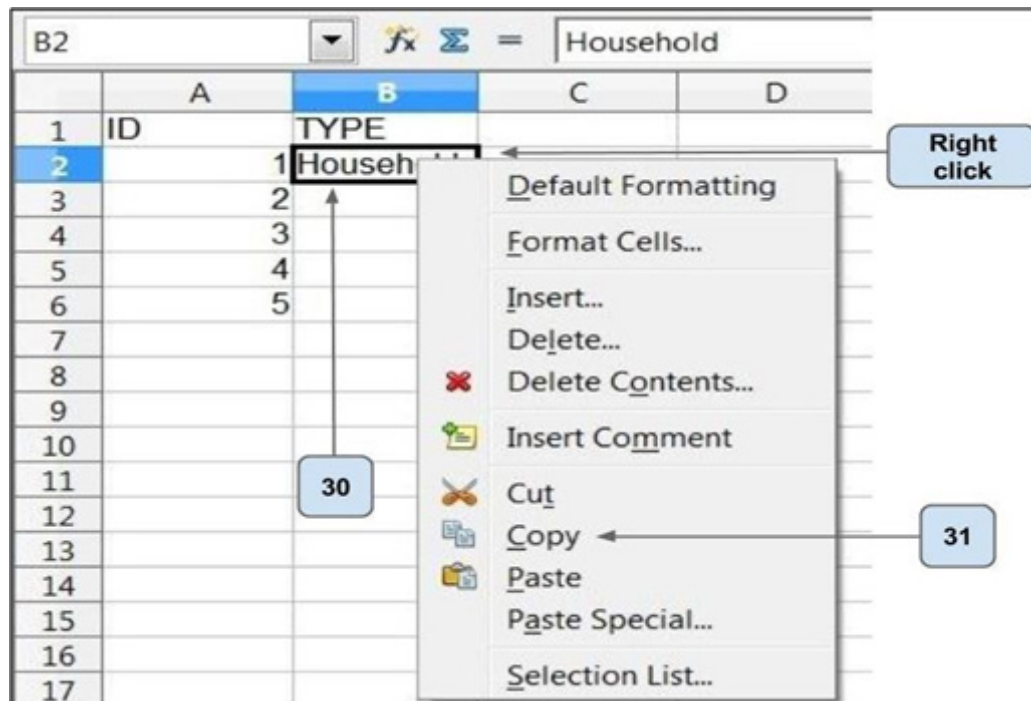 B2 fx Σ = Household
A B C D
1 ID TYPE
2 1 Househ
3 2
4 3
5 4
6 5
7
8
9
10
11
12
13
14
15
16
17
Right
click
Default Formatting
Format Cells...
Insert...
Delete...
Delete Contents...
Insert Comment
Cut
Copy
Paste
Paste Special...
Selection List...
30
31